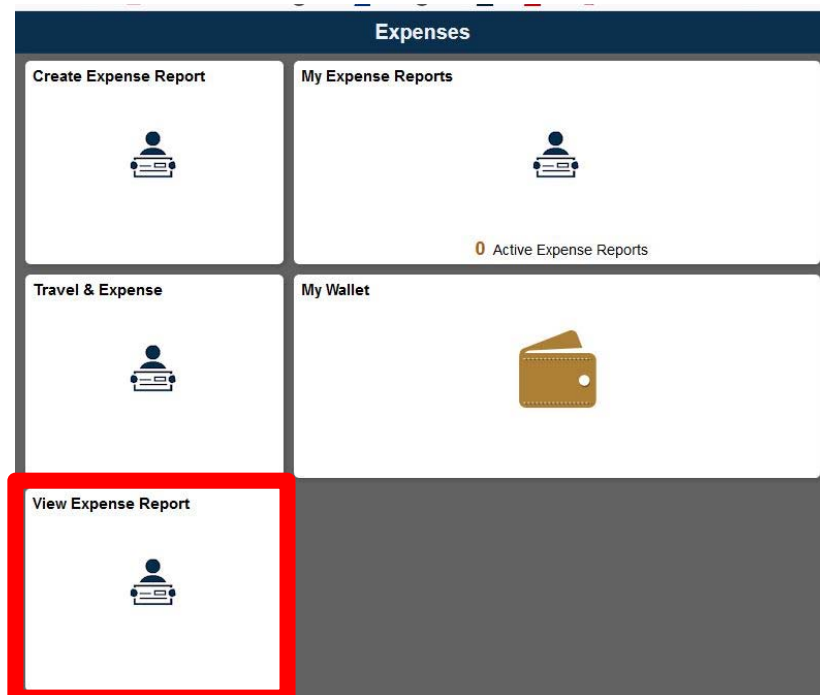 Expenses
Create Expense Report
My Expense Reports
0 Active Expense Reports
Travel & Expense
My Wallet
View Expense Report